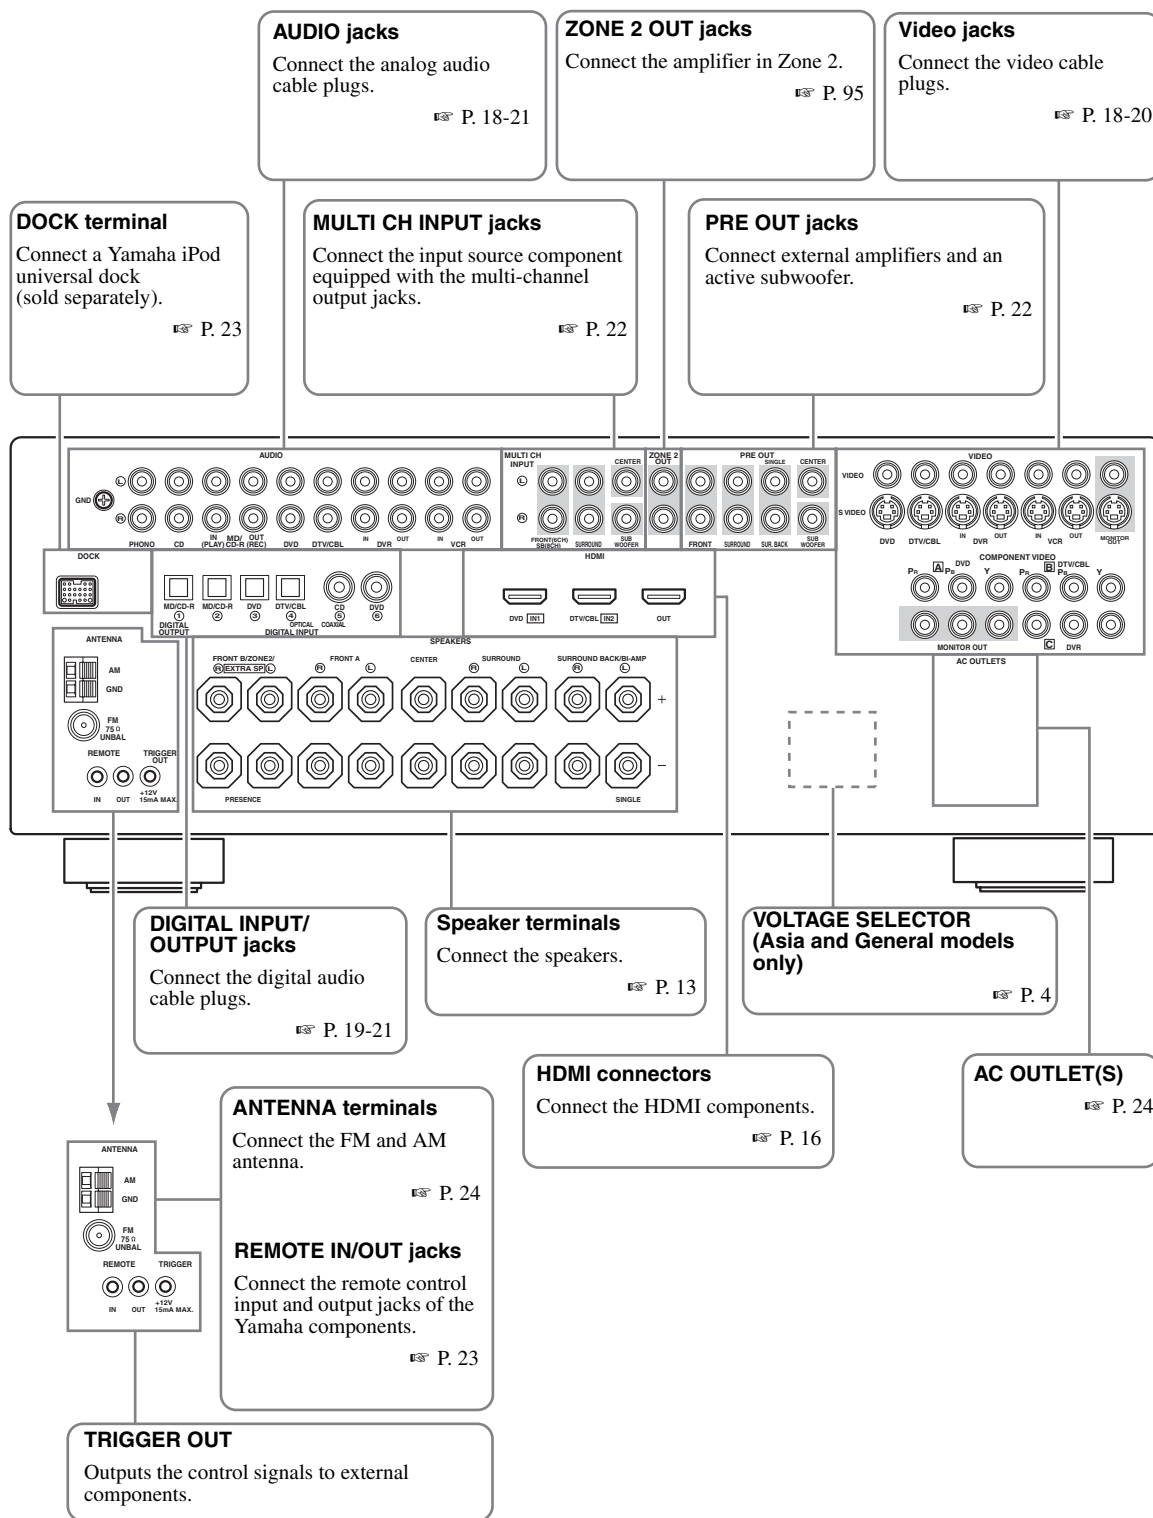 AUDIO jacks
Connect the analog audio
cable plugs.
☞ P. 18-21
ZONE 2 OUT jacks
Connect the amplifier in Zone 2.
☞ P. 95
Video jacks
Connect the video cable
plugs.
☞ P. 18-20
DOCK terminal
Connect a Yamaha iPod
universal dock
(sold separately).
☞ P. 23
MULTI CH INPUT jacks
Connect the input source component
equipped with the multi-channel
output jacks.
☞ P. 22
PRE OUT jacks
Connect external amplifiers and an
active subwoofer.
☞ P. 22
AUDIO
L
GND
R
PHONO CD IN (PLAY) MD/CD-R OUT (REC) DVD DTV/CBL IN DVR OUT IN VCR OUT
MULTI CH
INPUT
CENTER
L
R
FRONT(6CH)
SB(8CH)
SURROUND
SUB
WOOFER
ZONE 2
OUT
PRE OUT
SINGLE CENTER
FRONT SURROUND SUR. BACK SUB
WOOFER
VIDEO
VIDEO
S VIDEO
DVD DTV/CBL IN DVR OUT IN VCR OUT MONITOR
OUT
COMPONENT VIDEO
PR A PB DVD Y PR B PB DTV/CBL Y
MONITOR OUT C DVR
DOCK
MD/CD-R MD/CD-R DVD DTV/CBL CD DVD
1 2 3 4 5 6
DIGITAL
OUTPUT
OPTICAL COAXIAL
DIGITAL INPUT
HDMI
DVD IN1 DTV/CBL IN2 OUT
ANTENNA
AM
GND
FM
75 Ω
UNBAL
REMOTE TRIGGER
OUT
IN OUT +12V
15mA MAX.
SPEAKERS
FRONT B/ZONE2/ FRONT A CENTER SURROUND SURROUND BACK/BI-AMP
R EXTRA SP L R L R L R L
+
–
PRESENCE SINGLE
AC OUTLETS
DIGITAL INPUT/
OUTPUT jacks
Connect the digital audio
cable plugs.
☞ P. 19-21
Speaker terminals
Connect the speakers.
☞ P. 13
VOLTAGE SELECTOR
(Asia and General models
only)
☞ P. 4
HDMI connectors
Connect the HDMI components.
☞ P. 16
AC OUTLET(S)
☞ P. 24
ANTENNA
AM
GND
FM
75 Ω
UNBAL
REMOTE TRIGGER
IN OUT +12V
15mA MAX.
ANTENNA terminals
Connect the FM and AM
antenna.
☞ P. 24
REMOTE IN/OUT jacks
Connect the remote control
input and output jacks of the
Yamaha components.
☞ P. 23
TRIGGER OUT
Outputs the control signals to external
components.